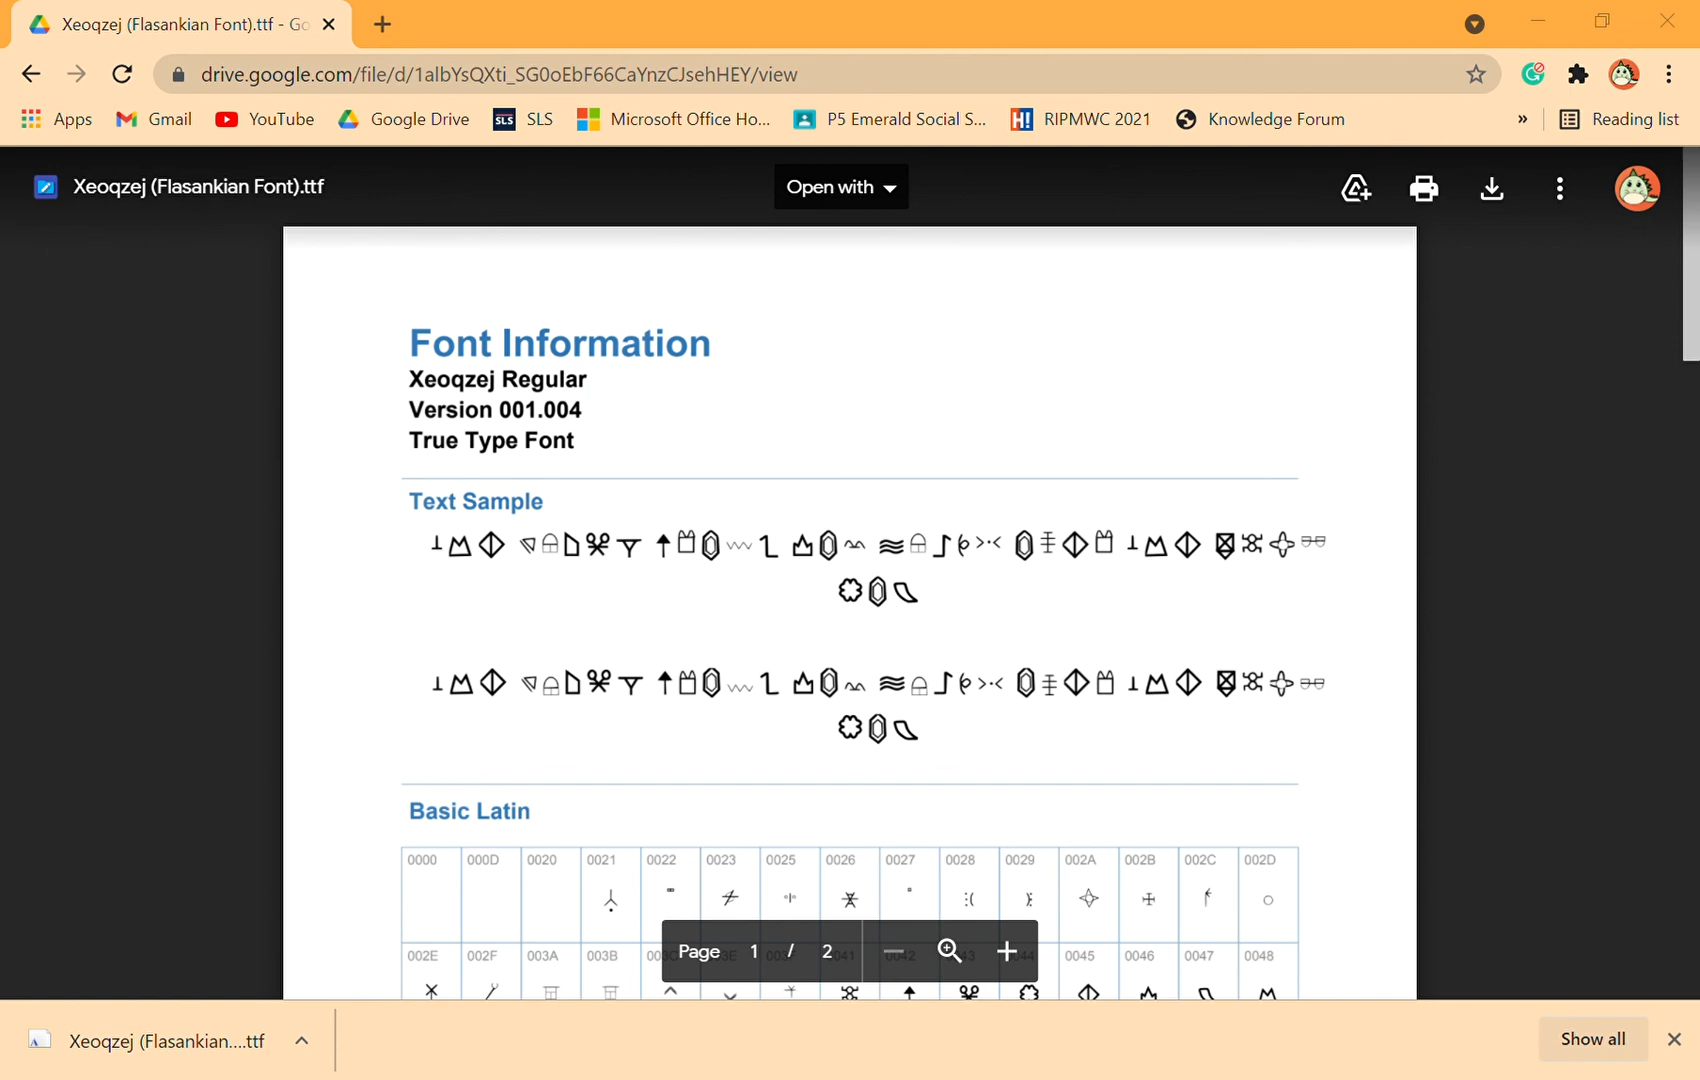 Xeoqzej (Flasankian Font).ttf - Go
drive.google.com/file/d/1albYsQXti_SG0oEbF66CaYnzCJsehHEY/view
Apps Gmail YouTube Google Drive SLS SLS Microsoft Office Ho... P5 Emerald Social S... H! RIPMWC 2021 Knowledge Forum » Reading list
Xeoqzej (Flasankian Font).ttf Open with
Font Information
Xeoqzej Regular
Version 001.004
True Type Font
Text Sample
Basic Latin
0000 000D 0020 0021 0022 0023 0025 0026 0027 0028 0029 002A 002B 002C 002D
002E 002F 003A 003B 0045 0046 0047 0048
Page 1 / 2
Xeoqzej (Flasankian....ttf Show all